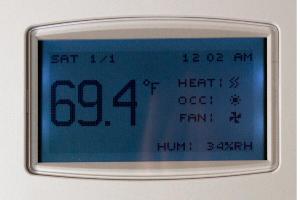 SAT 1/1 12:02 AM
69.4°F
HEAT:
OCC:
FAN:
HUM: 34%RH